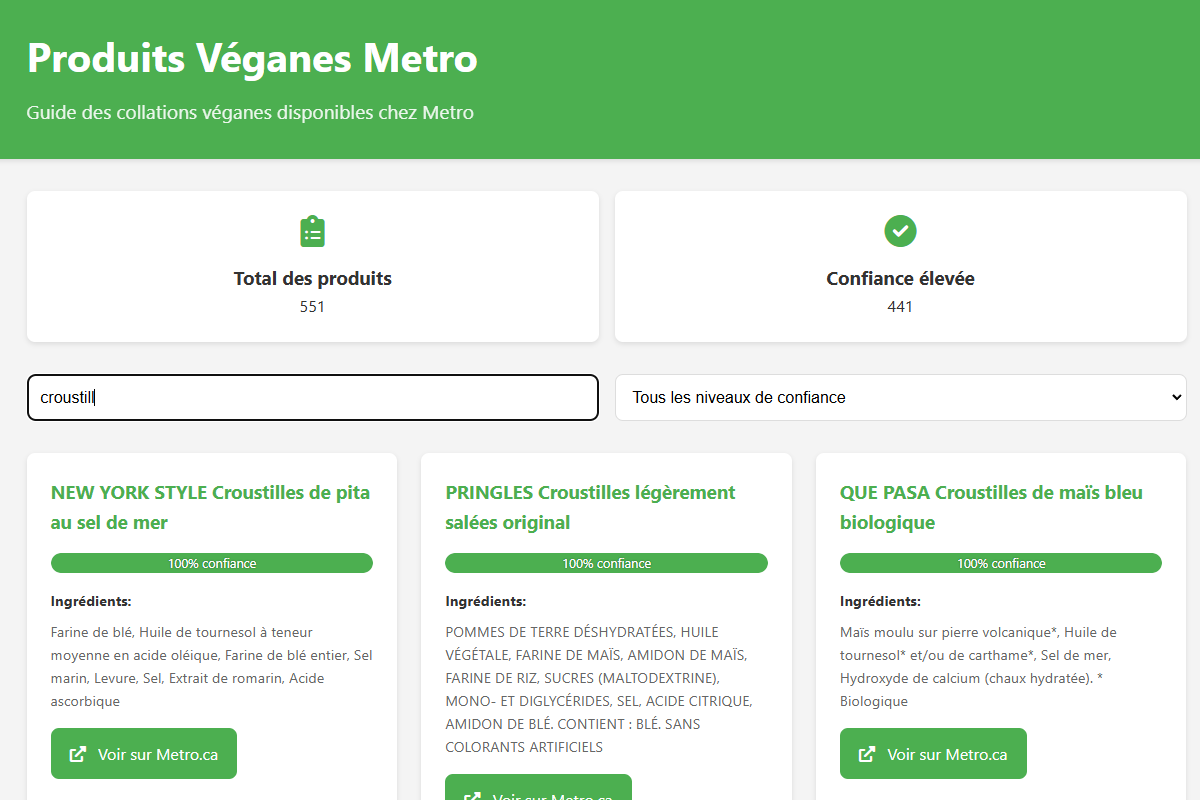 Produits Véganes Metro
Guide des collations véganes disponibles chez Metro
Total des produits
551
Confiance élevée
441
croustill
Tous les niveaux de confiance
NEW YORK STYLE Croustilles de pita
au sel de mer
100% confiance
Ingrédients:
Farine de blé, Huile de tournesol à teneur
moyenne en acide oléique, Farine de blé entier, Sel
marin, Levure, Sel, Extrait de romarin, Acide
ascorbique
Voir sur Metro.ca
PRINGLES Croustilles légèrement
salées original
100% confiance
Ingrédients:
POMMES DE TERRE DÉSHYDRATÉES, HUILE
VÉGÉTALE, FARINE DE MAÏS, AMIDON DE MAÏS,
FARINE DE RIZ, SUCRES (MALTODEXTRINE),
MONO- ET DIGLYCÉRIDES, SEL, ACIDE CITRIQUE,
AMIDON DE BLÉ. CONTIENT : BLÉ. SANS
COLORANTS ARTIFICIELS
Voir sur Metro.ca
QUE PASA Croustilles de maïs bleu
biologique
100% confiance
Ingrédients:
Maïs moulu sur pierre volcanique*, Huile de
tournesol* et/ou de carthame*, Sel de mer,
Hydroxyde de calcium (chaux hydratée). *
Biologique
Voir sur Metro.ca